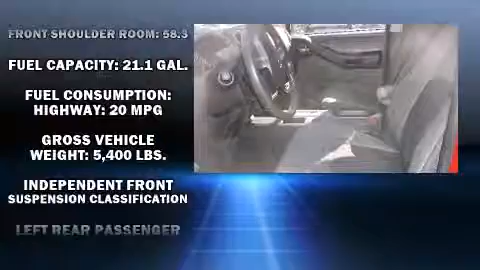 FRONT SHOULDER ROOM: 58.3
FUEL CAPACITY: 21.1 GAL.
FUEL CONSUMPTION:
HIGHWAY: 20 MPG
GROSS VEHICLE
WEIGHT: 5,400 LBS.
INDEPENDENT FRONT
SUSPENSION CLASSIFICATION
LEFT REAR PASSENGER